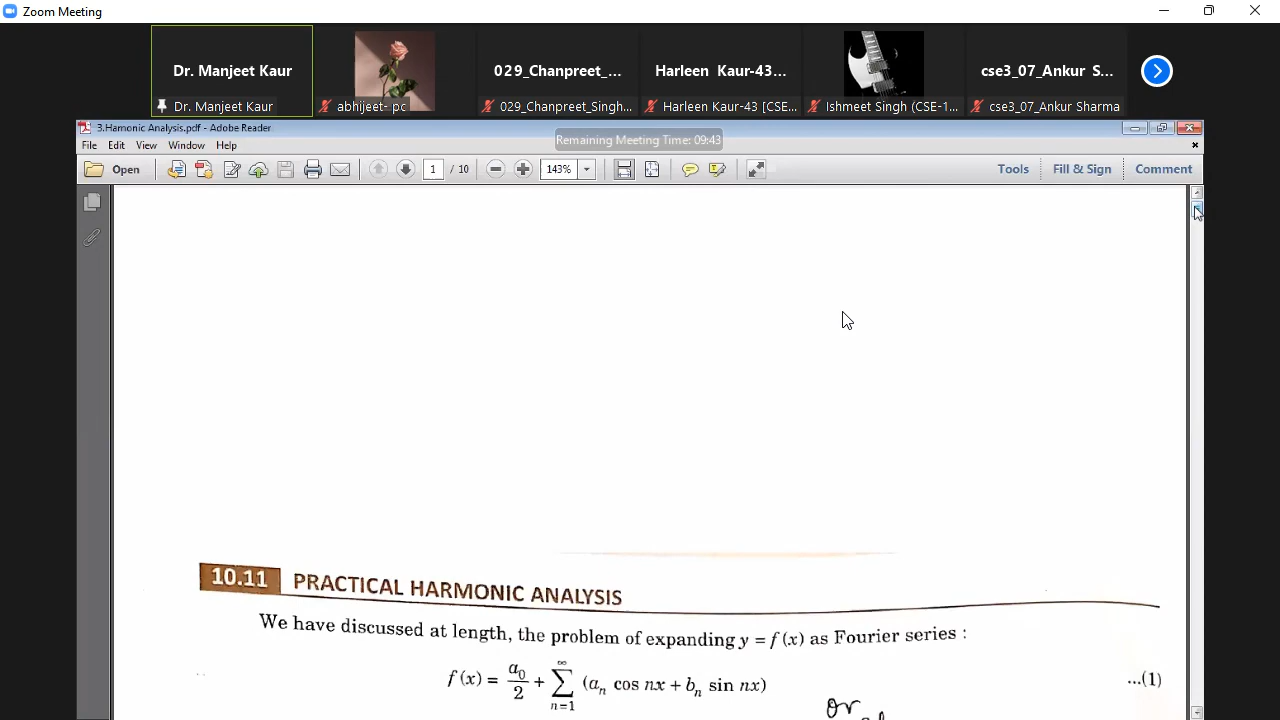 Zoom Meeting
Dr. Manjeet Kaur
029_Chanpreet_...
Harleen Kaur-43...
cse3_07_Ankur S...
Dr. Manjeet Kaur
abhijeet- pc
029_Chanpreet_Singh...
Harleen Kaur-43 [CSE...
Ishmeet Singh (CSE-1...
cse3_07_Ankur Sharma
3.Hamonic Analysis.pdf - Adobe Reader
Remaining Meeting Time: 09:43
File Edit View Window Help
Open
1 / 10
143%
Tools Fill & Sign Comment
10.11 PRACTICAL HARMONIC ANALYSIS
We have discussed at length, the problem of expanding y = f (x) as Fourier series :
f (x) = a₀/2 + ∑_{n=1}^{∞} (aₙ cos nx + bₙ sin nx) ...(1)
or